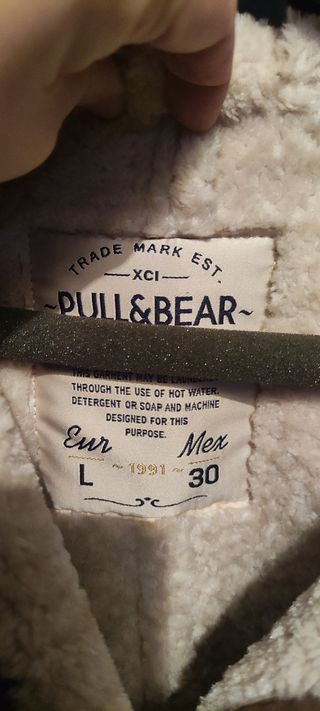 TRADE MARK EST.
XCI
~PULL&BEAR~
THIS GARMENT MAY BE LAUNDERED
THROUGH THE USE OF HOT WATER.
DETERGENT OR SOAP AND MACHINE
DESIGNED FOR THIS
PURPOSE.
Eur Mex
L ~ 1991 ~ 30